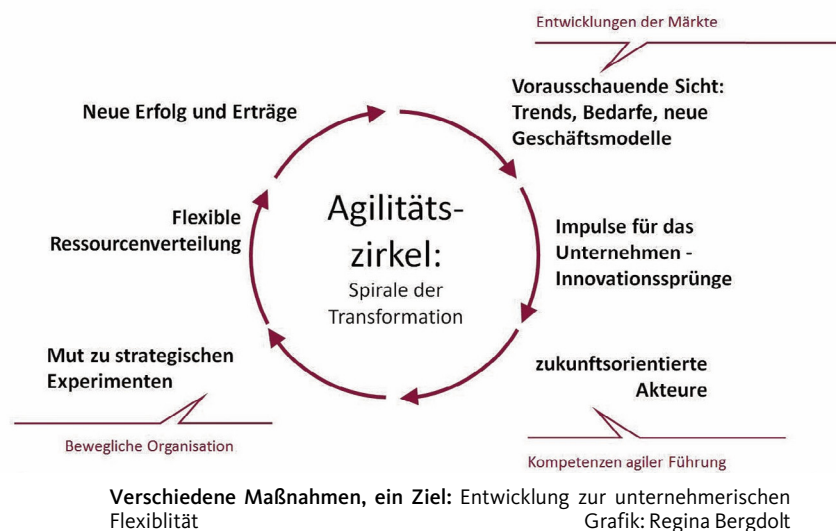 Entwicklungen der Märkte
Vorausschauende Sicht:
Trends, Bedarfe, neue
Geschäftsmodelle
Neue Erfolg und Erträge
Agilitäts-
zirkel:
Spirale der
Transformation
Flexible
Ressourcenverteilung
Impulse für das
Unternehmen -
Innovationssprünge
Mut zu strategischen
Experimenten
zukunftsorientierte
Akteure
Bewegliche Organisation
Kompetenzen agiler Führung
Verschiedene Maßnahmen, ein Ziel: Entwicklung zur unternehmerischen
Flexiblität Grafik: Regina Bergdolt